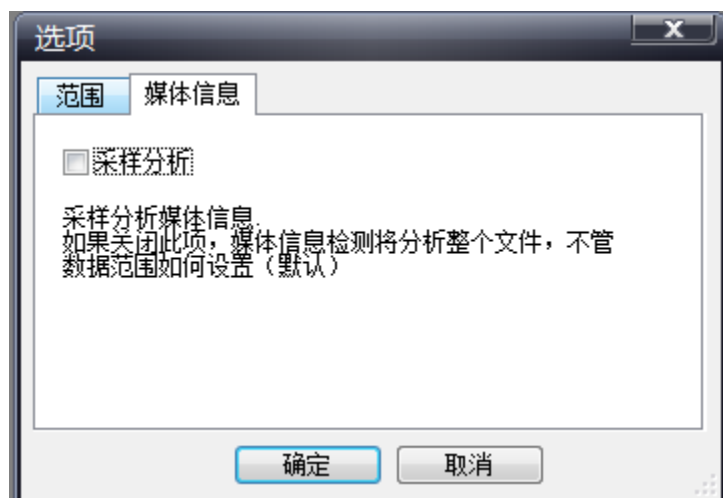 选项
x
范围
媒体信息
采样分析
采样分析媒体信息.
如果关闭此项，媒体信息检测将分析整个文件，不管
数据范围如何设置（默认）
确定
取消